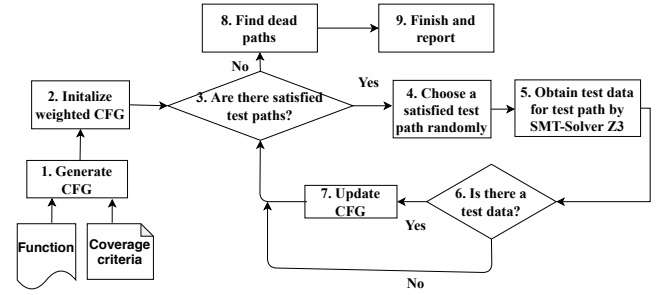 8. Find dead
paths
9. Finish and
report
No
Yes
2. Initalize
weighted CFG
3. Are there satisfied
test paths?
4. Choose a
satisfied test
path randomly
5. Obtain test data
for test path by
SMT-Solver Z3
1. Generate
CFG
7. Update
CFG
6. Is there a
test data?
Yes
Function
Coverage
criteria
No